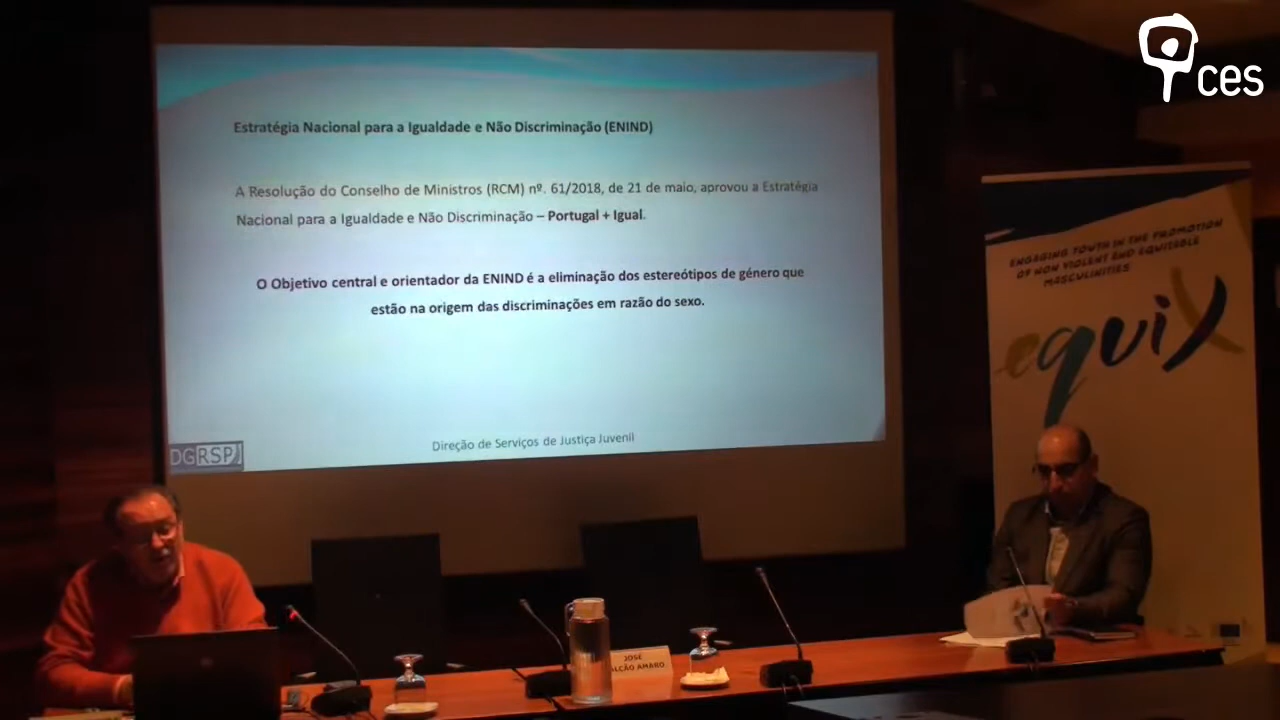 ces
Estratégia Nacional para a Igualdade e Não Discriminação (ENIND)
A Resolução do Conselho de Ministros (RCM) nº. 61/2018, de 21 de maio, aprovou a Estratégia
Nacional para a Igualdade e Não Discriminação – Portugal + Igual.
O Objetivo central e orientador da ENIND é a eliminação dos estereótipos de género que
estão na origem das discriminações em razão do sexo.
Direção de Serviços de Justiça Juvenil
DGRSP
ENGAGING YOUTH IN THE PROMOTION
OF NON VIOLENT AND EQUITABLE
MASCULINITIES
equiX
JOSÉ
AMARO